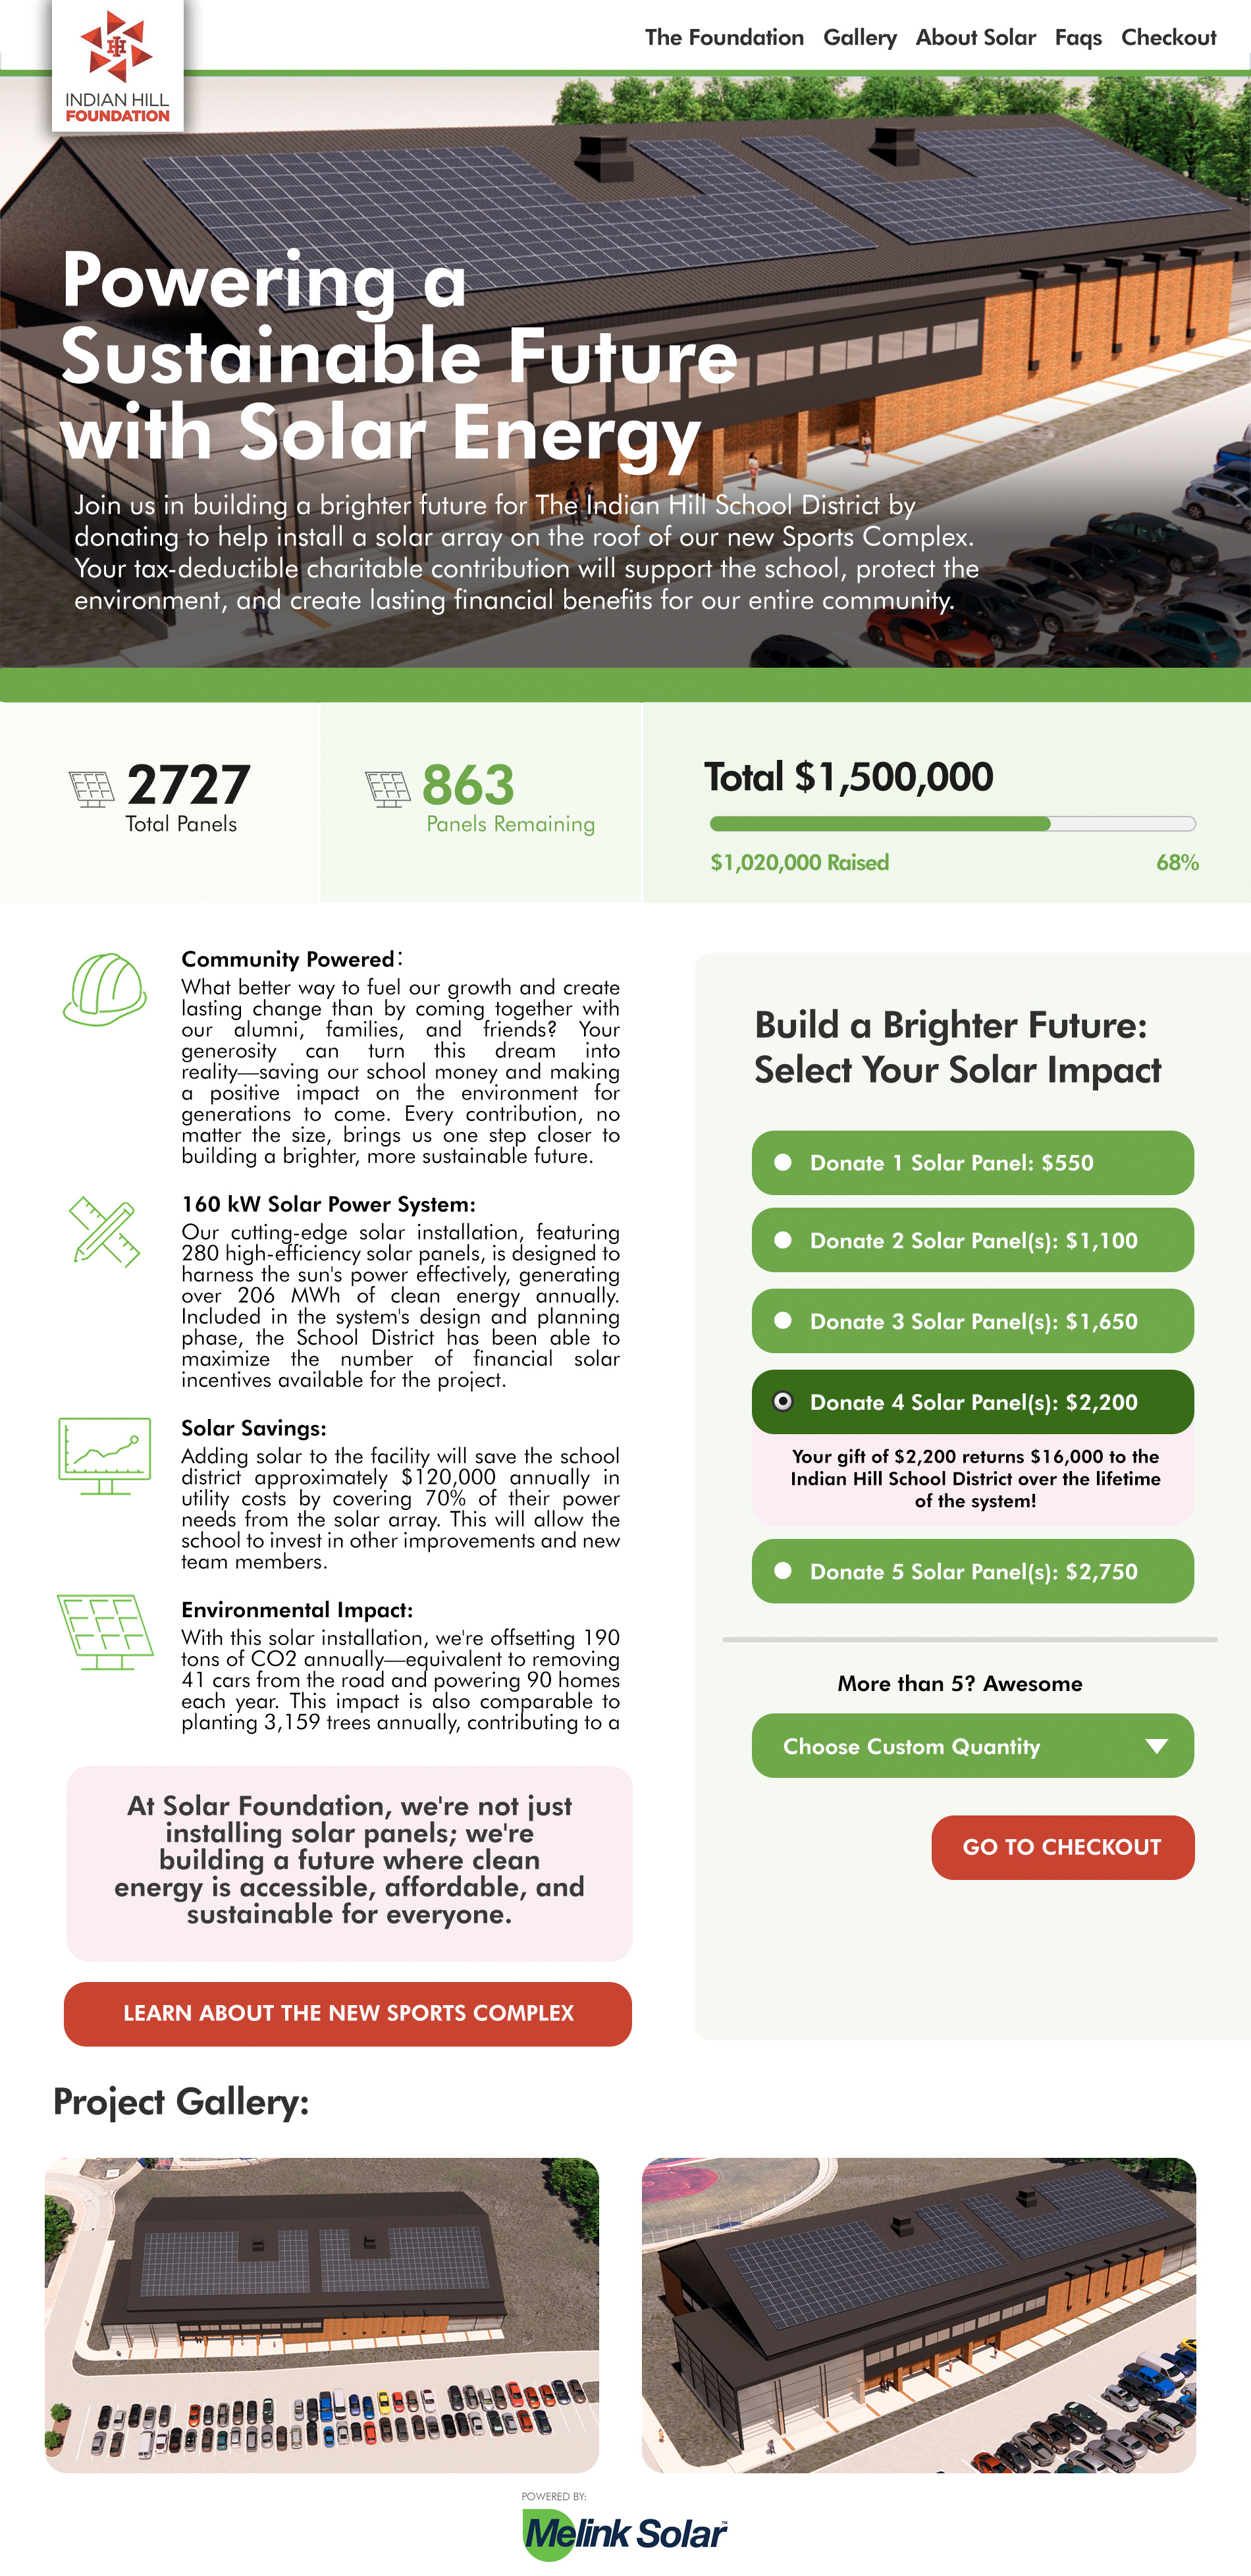 INDIAN HILL
FOUNDATION
The Foundation Gallery About Solar Faqs Checkout
Powering a
Sustainable Future
with Solar Energy
Join us in building a brighter future for The Indian Hill School District by
donating to help install a solar array on the roof of our new Sports Complex.
Your tax-deductible charitable contribution will support the school, protect the
environment, and create lasting financial benefits for our entire community.
2727
Total Panels
863
Panels Remaining
Total $1,500,000
$1,020,000 Raised 68%
Community Powered:
What better way to fuel our growth and create
lasting change than by coming together with
our alumni, families, and friends? Your
generosity can turn this dream into
reality—saving our school money and making
a positive impact on the environment for
generations to come. Every contribution, no
matter the size, brings us one step closer to
building a brighter, more sustainable future.
160 kW Solar Power System:
Our cutting-edge solar installation, featuring
280 high-efficiency solar panels, is designed to
harness the sun's power effectively, generating
over 206 MWh of clean energy annually.
Included in the system's design and planning
phase, the School District has been able to
maximize the number of financial solar
incentives available for the project.
Solar Savings:
Adding solar to the facility will save the school
district approximately $120,000 annually in
utility costs by covering 70% of their power
needs from the solar array. This will allow the
school to invest in other improvements and new
team members.
Environmental Impact:
With this solar installation, we're offsetting 190
tons of CO2 annually—equivalent to removing
41 cars from the road and powering 90 homes
each year. This impact is also comparable to
planting 3,159 trees annually, contributing to a
At Solar Foundation, we're not just
installing solar panels; we're
building a future where clean
energy is accessible, affordable, and
sustainable for everyone.
LEARN ABOUT THE NEW SPORTS COMPLEX
Build a Brighter Future:
Select Your Solar Impact
Donate 1 Solar Panel: $550
Donate 2 Solar Panel(s): $1,100
Donate 3 Solar Panel(s): $1,650
Donate 4 Solar Panel(s): $2,200
Your gift of $2,200 returns $16,000 to the
Indian Hill School District over the lifetime
of the system!
Donate 5 Solar Panel(s): $2,750
More than 5? Awesome
Choose Custom Quantity
GO TO CHECKOUT
Project Gallery:
POWERED BY:
Melink Solar™